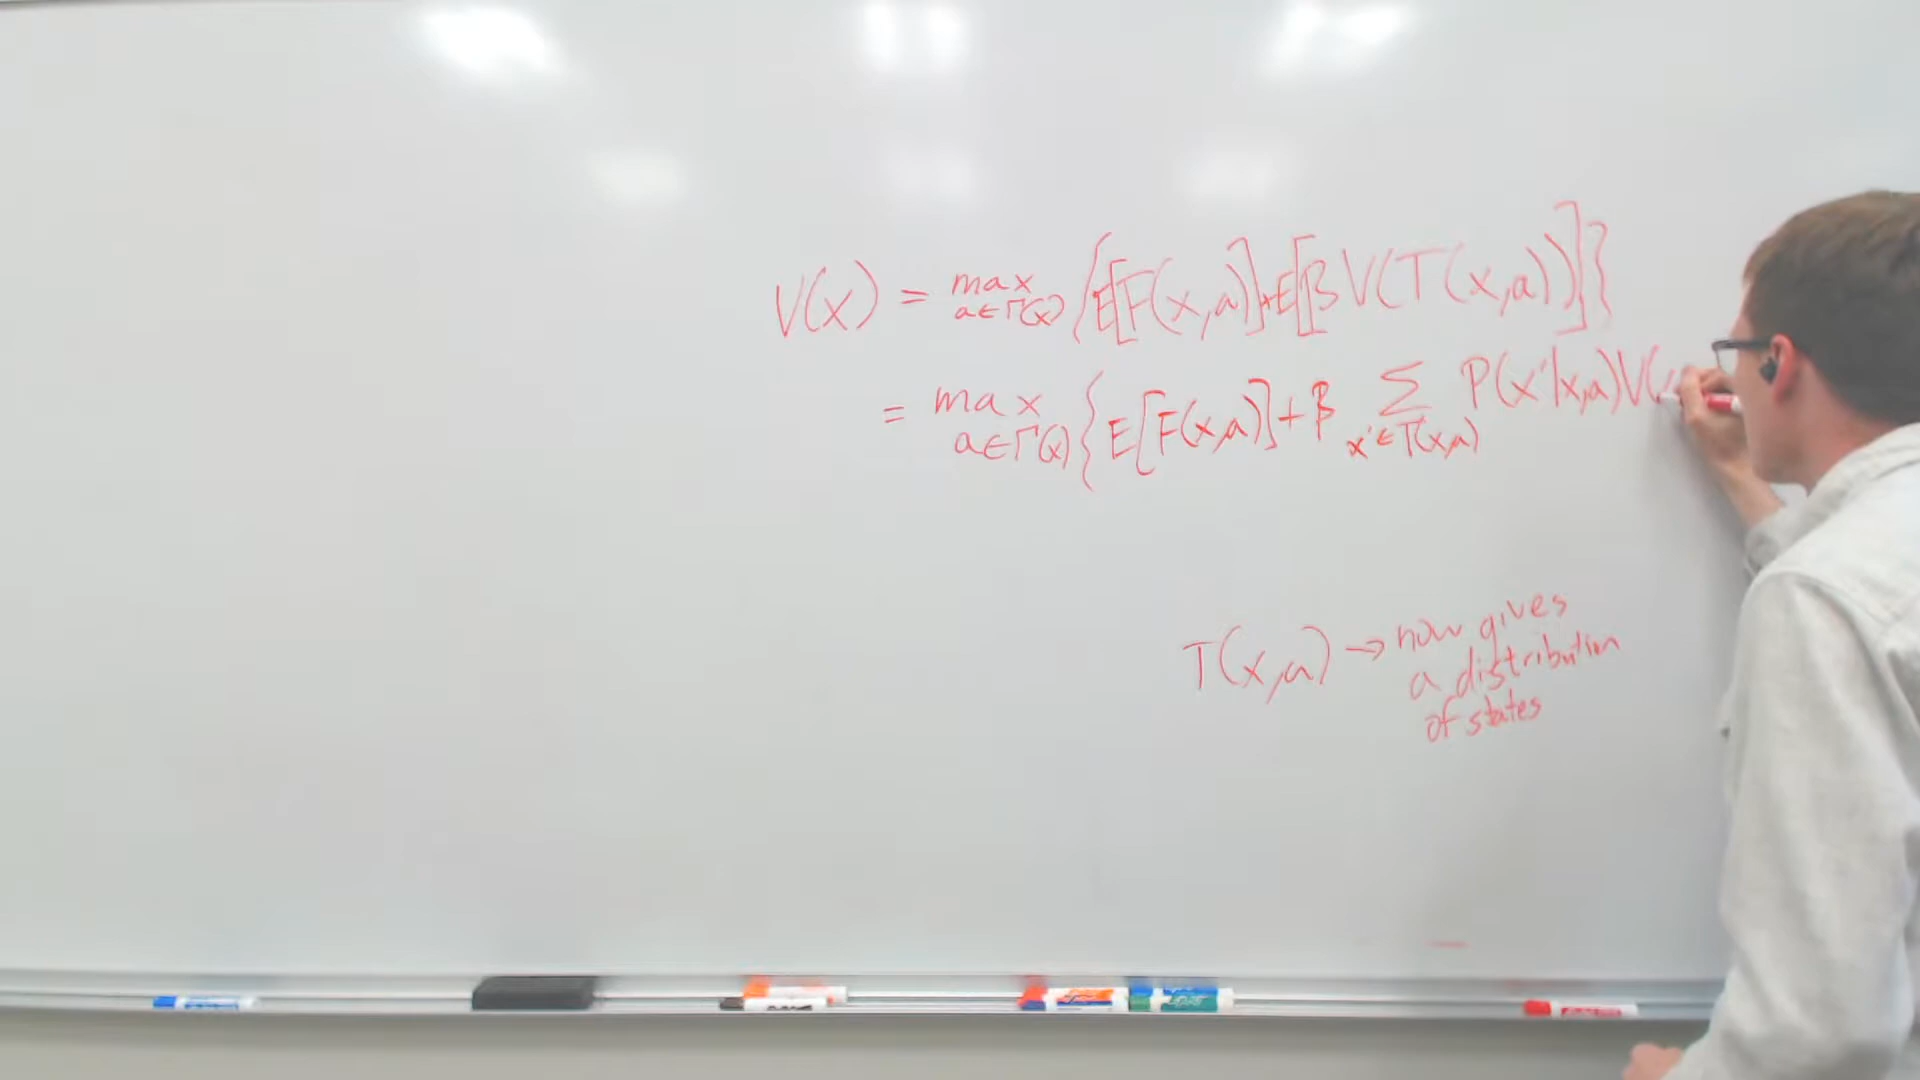 V(x) = max {E[F(x,a)]+E[βV(T(x,a))]}
a∈Γ(x)
= max {E[F(x,a)]+β Σ P(x'|x,a)V(
a∈Γ(x) x'∈T(x,a)
T(x,a) → now gives
a distribution
of states